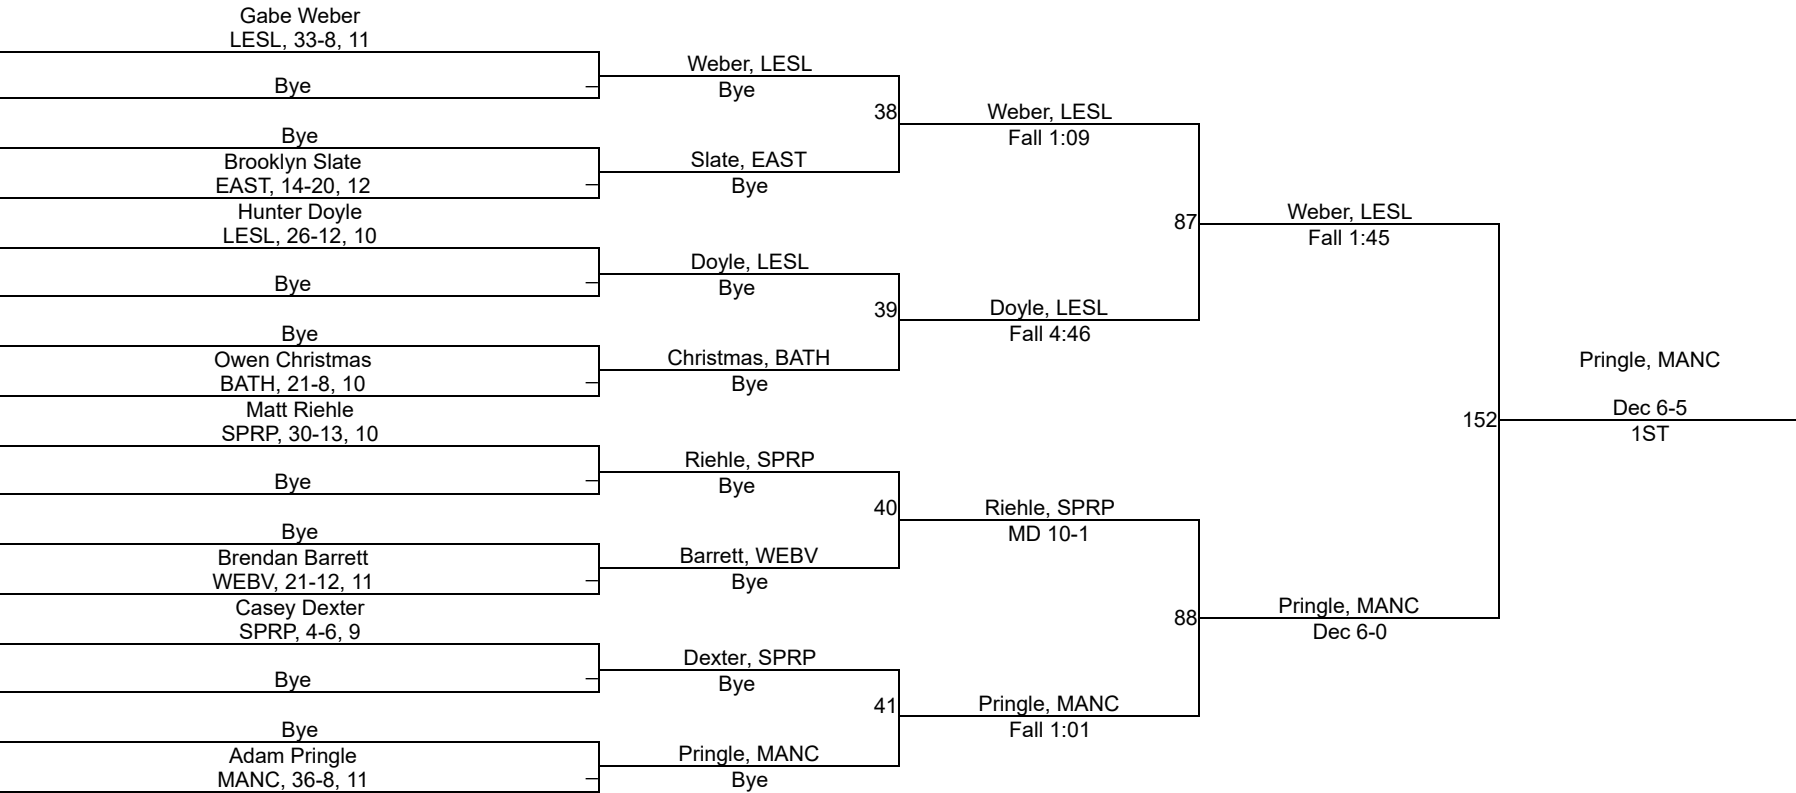 Gabe Weber
LESL, 33-8, 11
Bye
Bye
Brooklyn Slate
EAST, 14-20, 12
Hunter Doyle
LESL, 26-12, 10
Bye
Bye
Owen Christmas
BATH, 21-8, 10
Matt Riehle
SPRP, 30-13, 10
Bye
Bye
Brendan Barrett
WEBV, 21-12, 11
Casey Dexter
SPRP, 4-6, 9
Bye
Bye
Adam Pringle
MANC, 36-8, 11
Weber, LESL
Bye
38
Slate, EAST
Bye
Doyle, LESL
Bye
39
Christmas, BATH
Bye
Riehle, SPRP
Bye
40
Barrett, WEBV
Bye
Dexter, SPRP
Bye
41
Pringle, MANC
Bye
Weber, LESL
Fall 1:09
87
Doyle, LESL
Fall 4:46
Riehle, SPRP
MD 10-1
88
Pringle, MANC
Fall 1:01
Weber, LESL
Fall 1:45
152
Pringle, MANC
Dec 6-0
Pringle, MANC
Dec 6-5
1ST